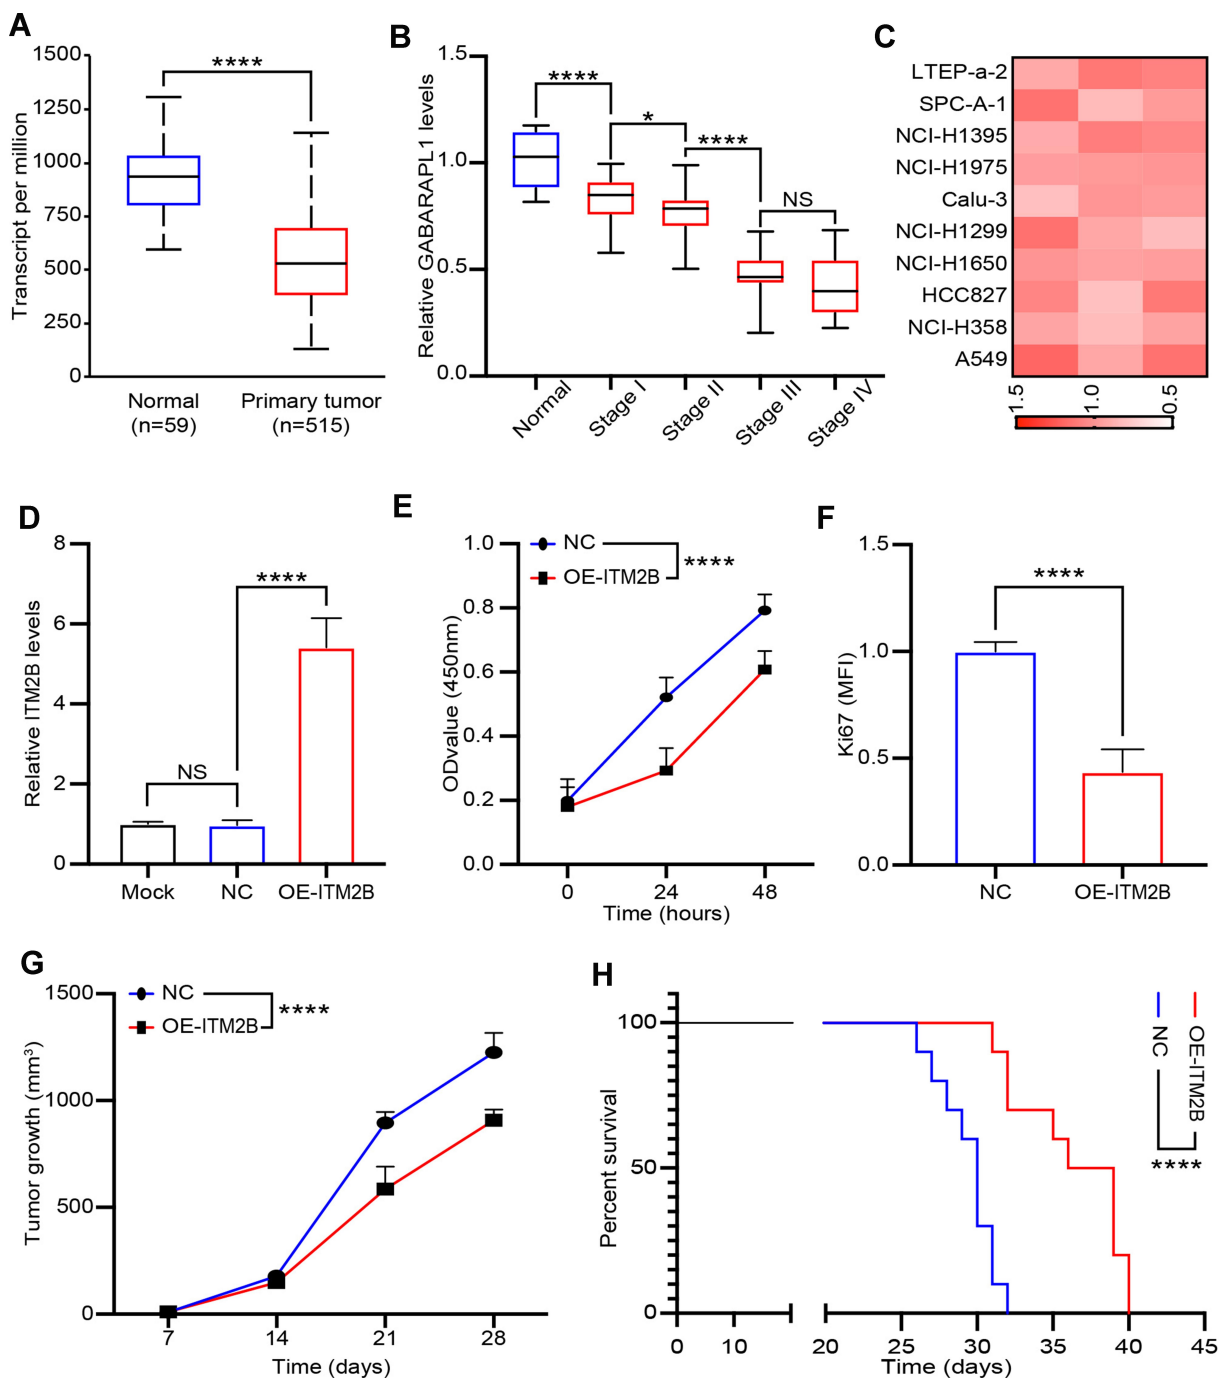 A
1500
1250
1000
750
500
250
0
Transcript per million
****
Normal
(n=59)
Primary tumor
(n=515)
B
1.5
1.0
0.5
0.0
Relative GABARAPL1 levels
****
*
****
NS
Normal
Stage I
Stage II
Stage III
Stage IV
C
LTEP-a-2
SPC-A-1
NCI-H1395
NCI-H1975
Calu-3
NCI-H1299
NCI-H1650
HCC827
NCI-H358
A549
1.5
1.0
0.5
D
8
6
4
2
0
Relative ITM2B levels
NS
****
Mock
NC
OE-ITM2B
E
1.0
0.8
0.6
0.4
0.2
0.0
ODvalue (450nm)
NC
OE-ITM2B
****
0
24
48
Time (hours)
F
1.5
1.0
0.5
0.0
Ki67 (MFI)
****
NC
OE-ITM2B
G
1500
1000
500
0
Tumor growth (mm³)
NC
OE-ITM2B
****
7
14
21
28
Time (days)
H
100
50
0
Percent survival
NC
OE-ITM2B
****
0
10
20
25
30
35
40
45
Time (days)